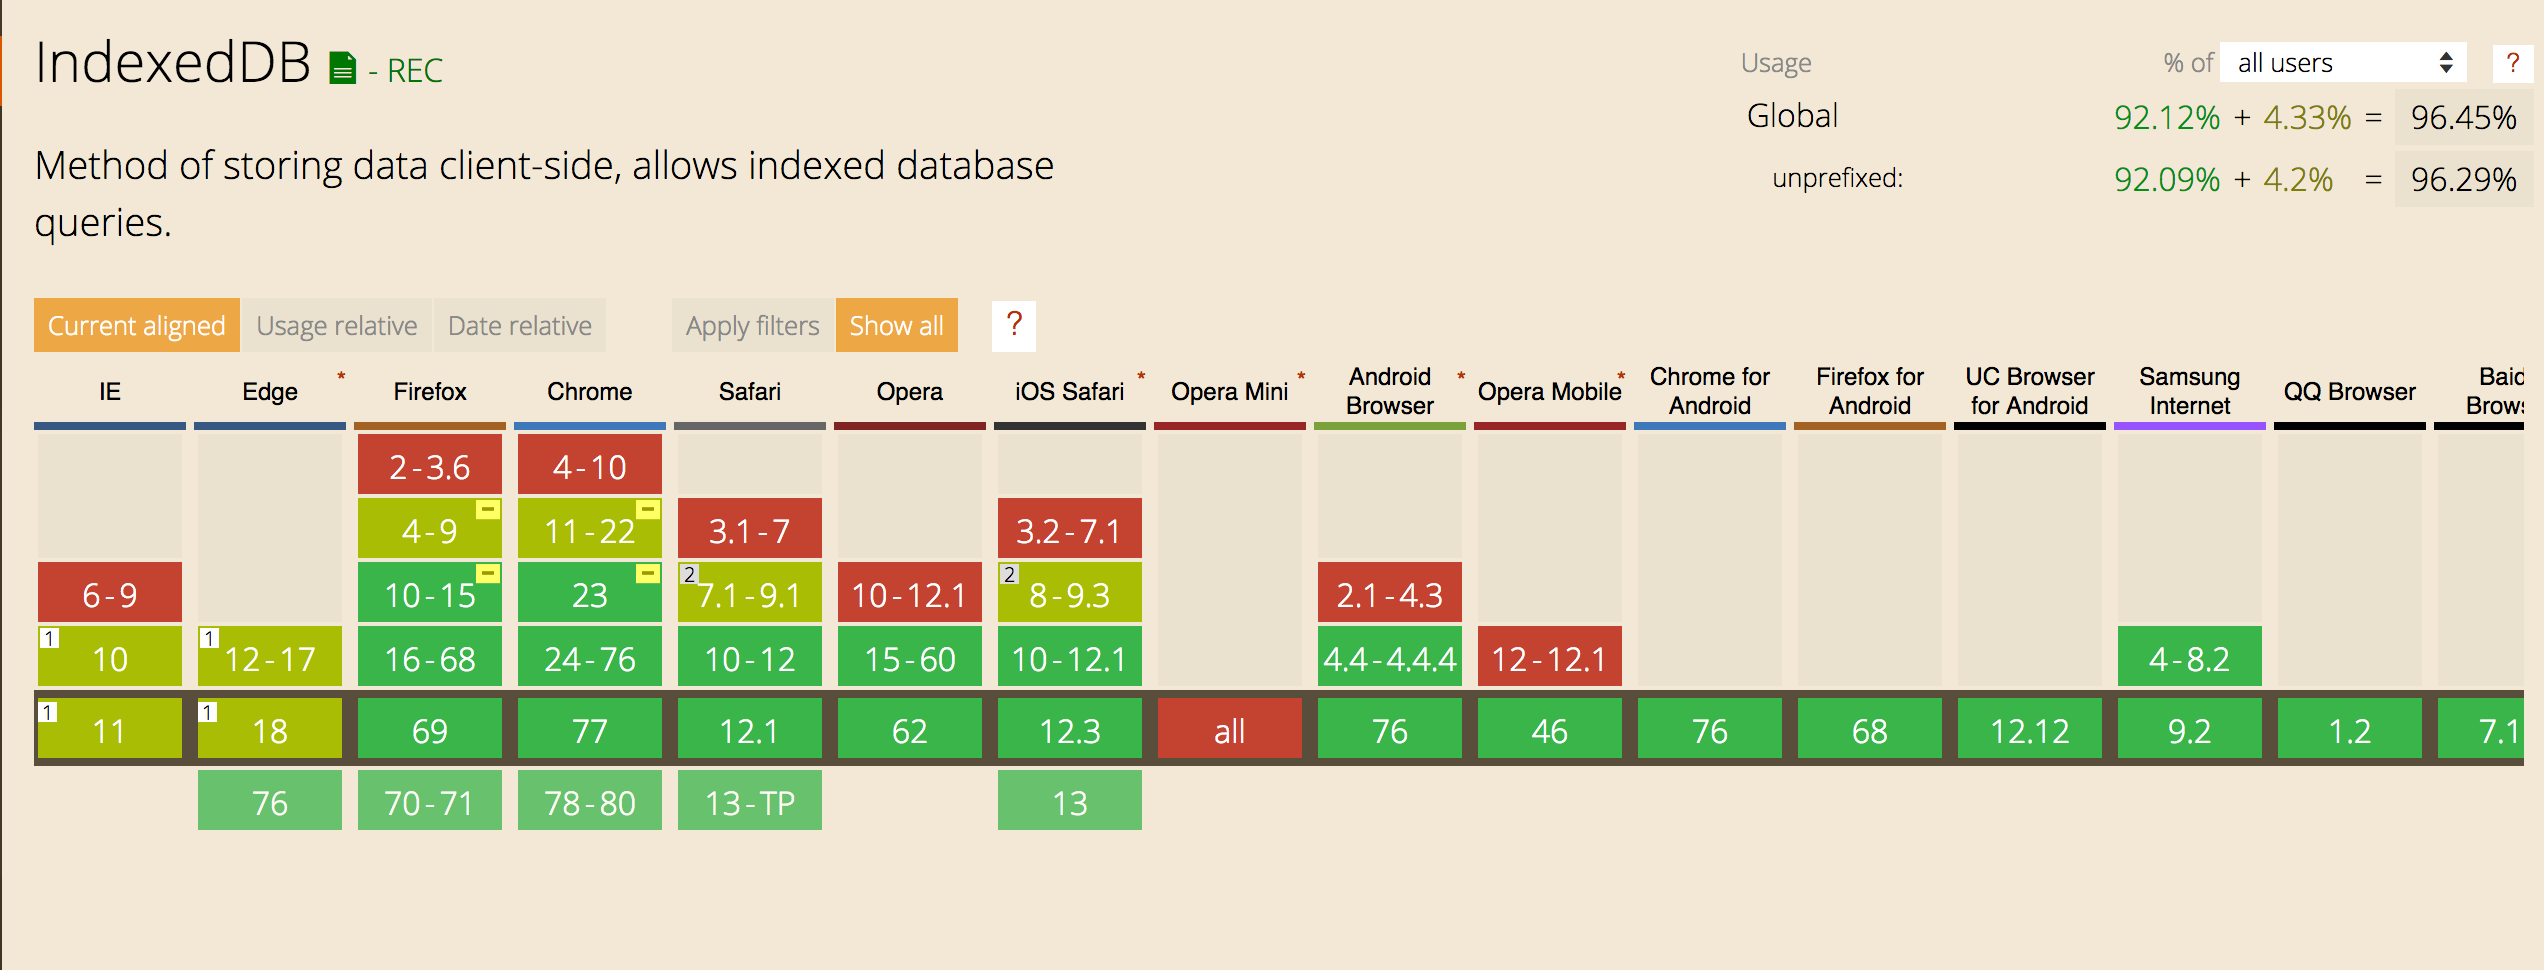 IndexedDB - REC
Usage % of all users ?
Global 92.12% + 4.33% = 96.45%
unprefixed: 92.09% + 4.2% = 96.29%
Method of storing data client-side, allows indexed database
queries.
Current aligned Usage relative Date relative Apply filters Show all ?
IE Edge * Firefox Chrome Safari Opera iOS Safari * Opera Mini * Android Browser * Opera Mobile * Chrome for Android Firefox for Android UC Browser for Android Samsung Internet QQ Browser
2-3.6 4-10
4-9 - 11-22 - 3.1-7 3.2-7.1
6-9 10-15 - 23 - 2 7.1-9.1 10-12.1 2 8-9.3 2.1-4.3
1 10 1 12-17 16-68 24-76 10-12 15-60 10-12.1 4.4-4.4.4 12-12.1 4-8.2
1 11 1 18 69 77 12.1 62 12.3 all 76 46 76 68 12.12 9.2 1.2 7.1
76 70-71 78-80 13-TP 13